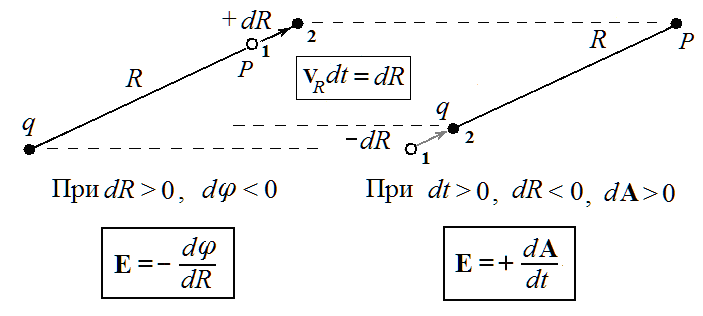 +dR
2
1
P
R
q
v_R dt = dR
R
P
q
2
−dR
1
При dR > 0 , dφ < 0
При dt > 0, dR < 0, dA > 0
E = − dφ/dR
E = + dA/dt